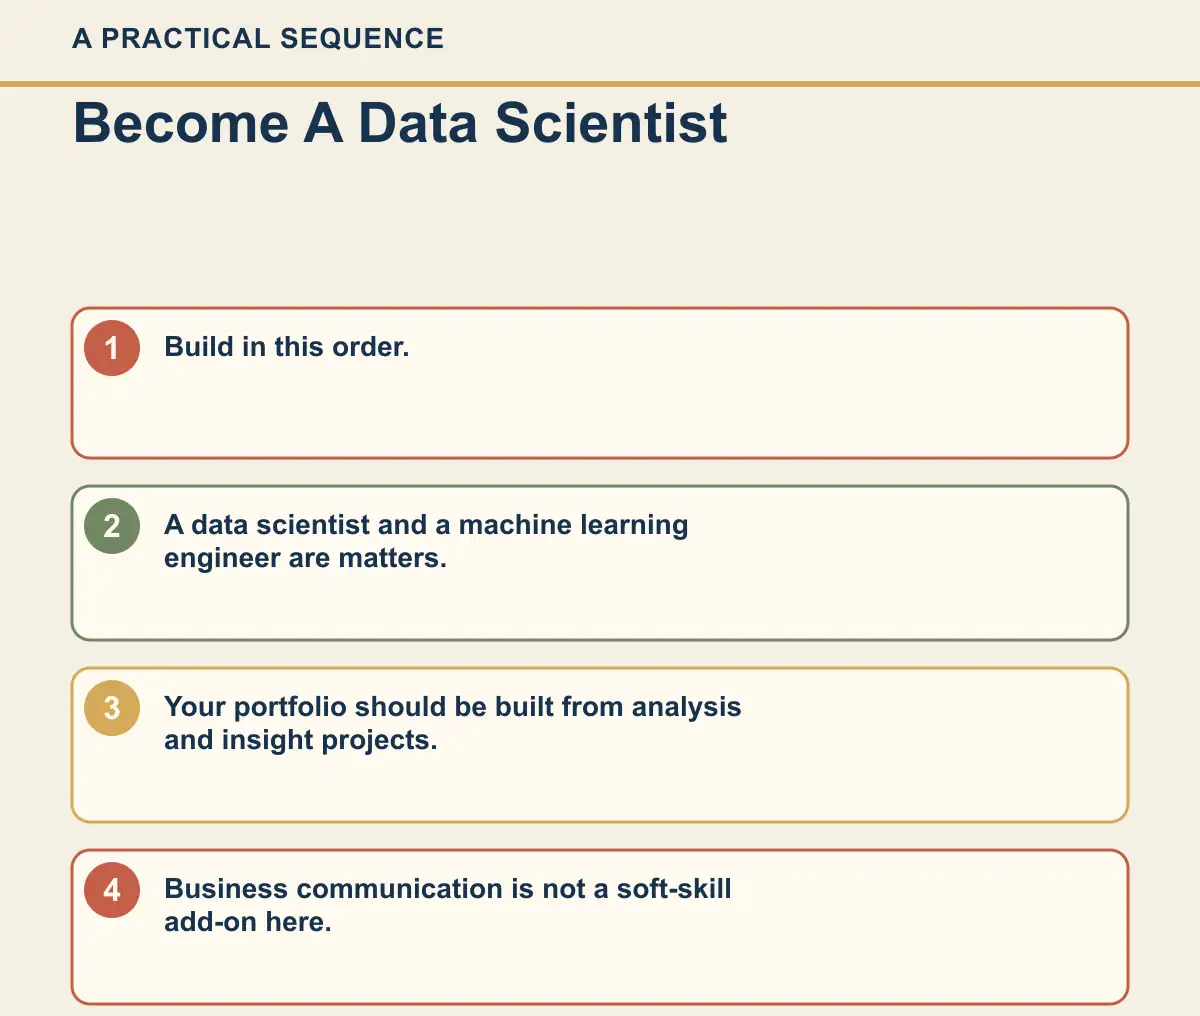 A PRACTICAL SEQUENCE
Become A Data Scientist
1
Build in this order.
2
A data scientist and a machine learning
engineer are matters.
3
Your portfolio should be built from analysis
and insight projects.
4
Business communication is not a soft-skill
add-on here.